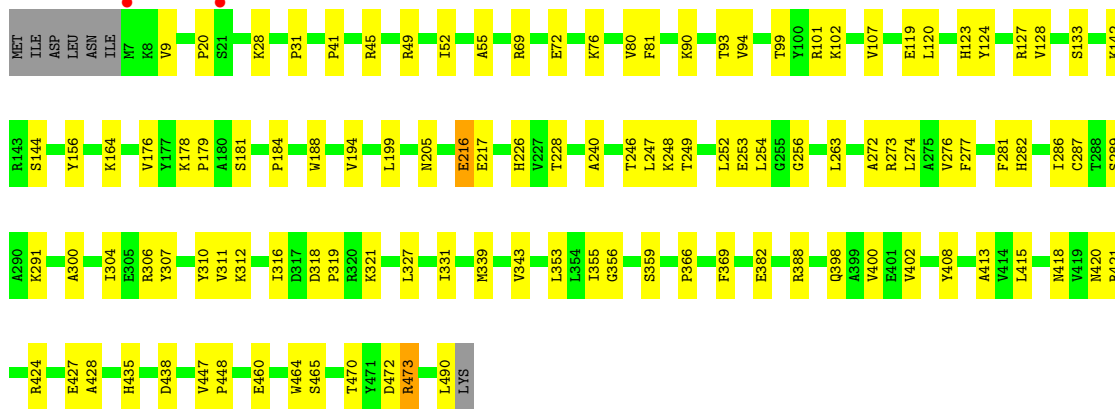 MET ILE ASP LEU ASN ILE M7 K8 V9 P20 S21 K28 P31 P41 R45 R49 I52 A55 R69 E72 K76 V80 F81 K90 T93 V94 T99 Y100 R101 K102 V107 E119 L120 H123 Y124 R127 V128 S133 K142
R143 S144 Y156 K164 V176 Y177 K178 P179 A180 S181 P184 W188 V194 L199 N205 E216 E217 H226 V227 T228 A240 T246 L247 K248 T249 L252 E253 L254 G255 G256 L263 A272 R273 L274 A275 V276 F277 F281 H282 I286 C287 T288 S289
A290 K291 A300 I304 E305 R306 Y307 Y310 V311 K312 I316 D317 D318 P319 R320 K321 L327 I331 M339 V343 L353 L354 I355 G356 S359 P366 F369 E382 R388 Q398 A399 V400 E401 V402 Y408 A413 V414 L415 N418 V419 N420
R424 E427 A428 H435 D438 V447 P448 E460 W464 S465 T470 Y471 D472 R473 L490 LYS